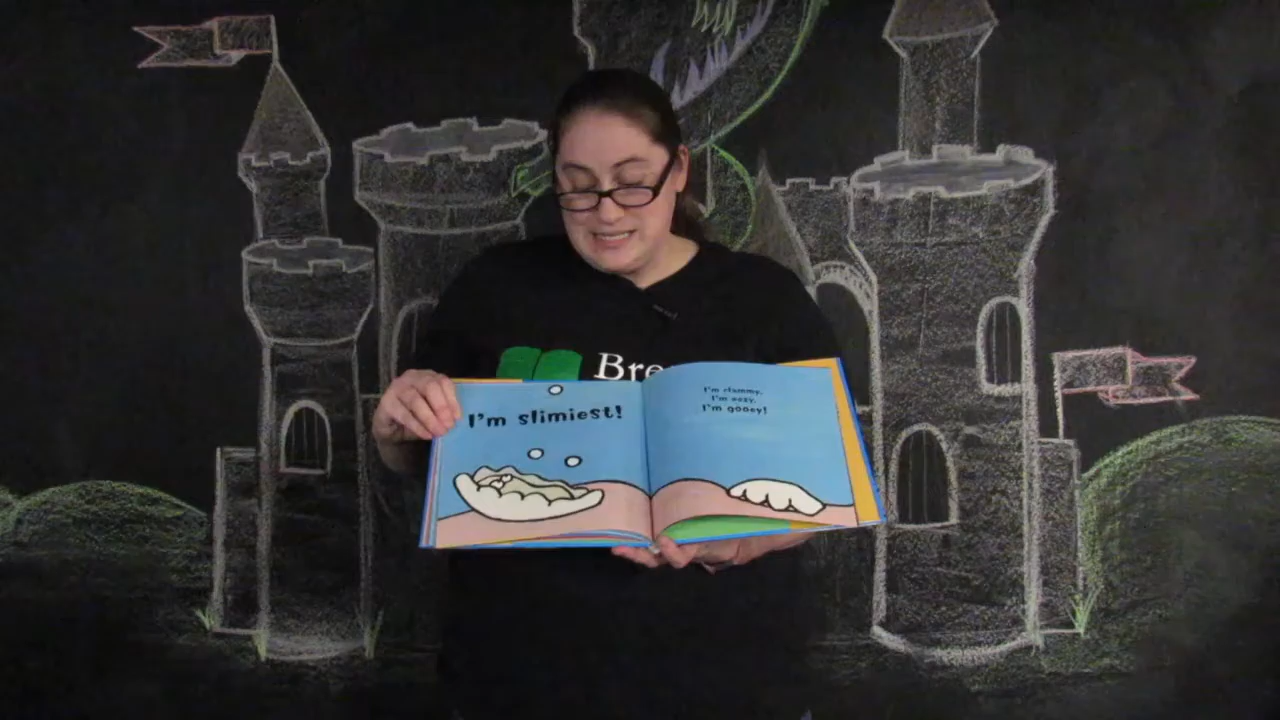 Bre
I'm slimiest!
I'm clammy,
I'm oozy,
I'm gooey!